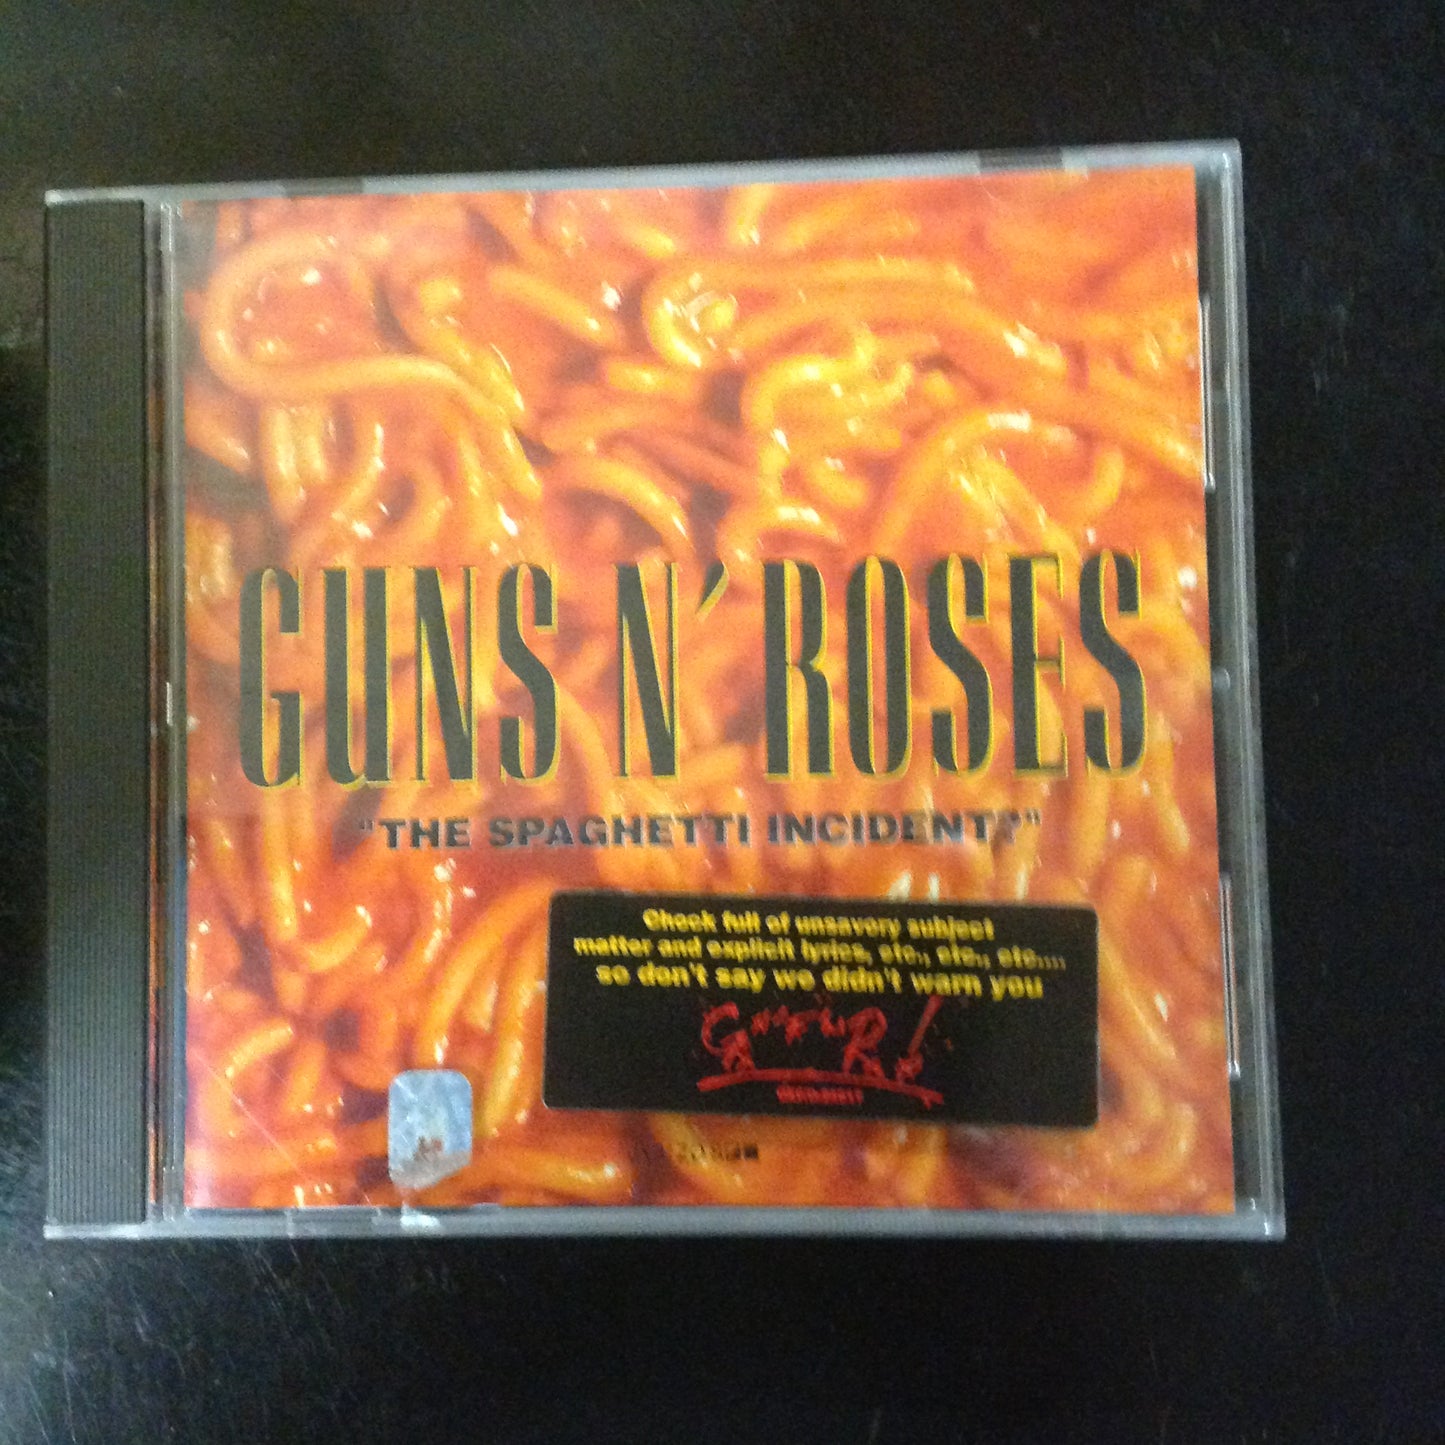 GUNS N' ROSES
"THE SPAGHETTI INCIDENT?"
Chock full of unsavory subject
matter and explicit lyrics, etc., etc., etc....
so don't say we didn't warn you